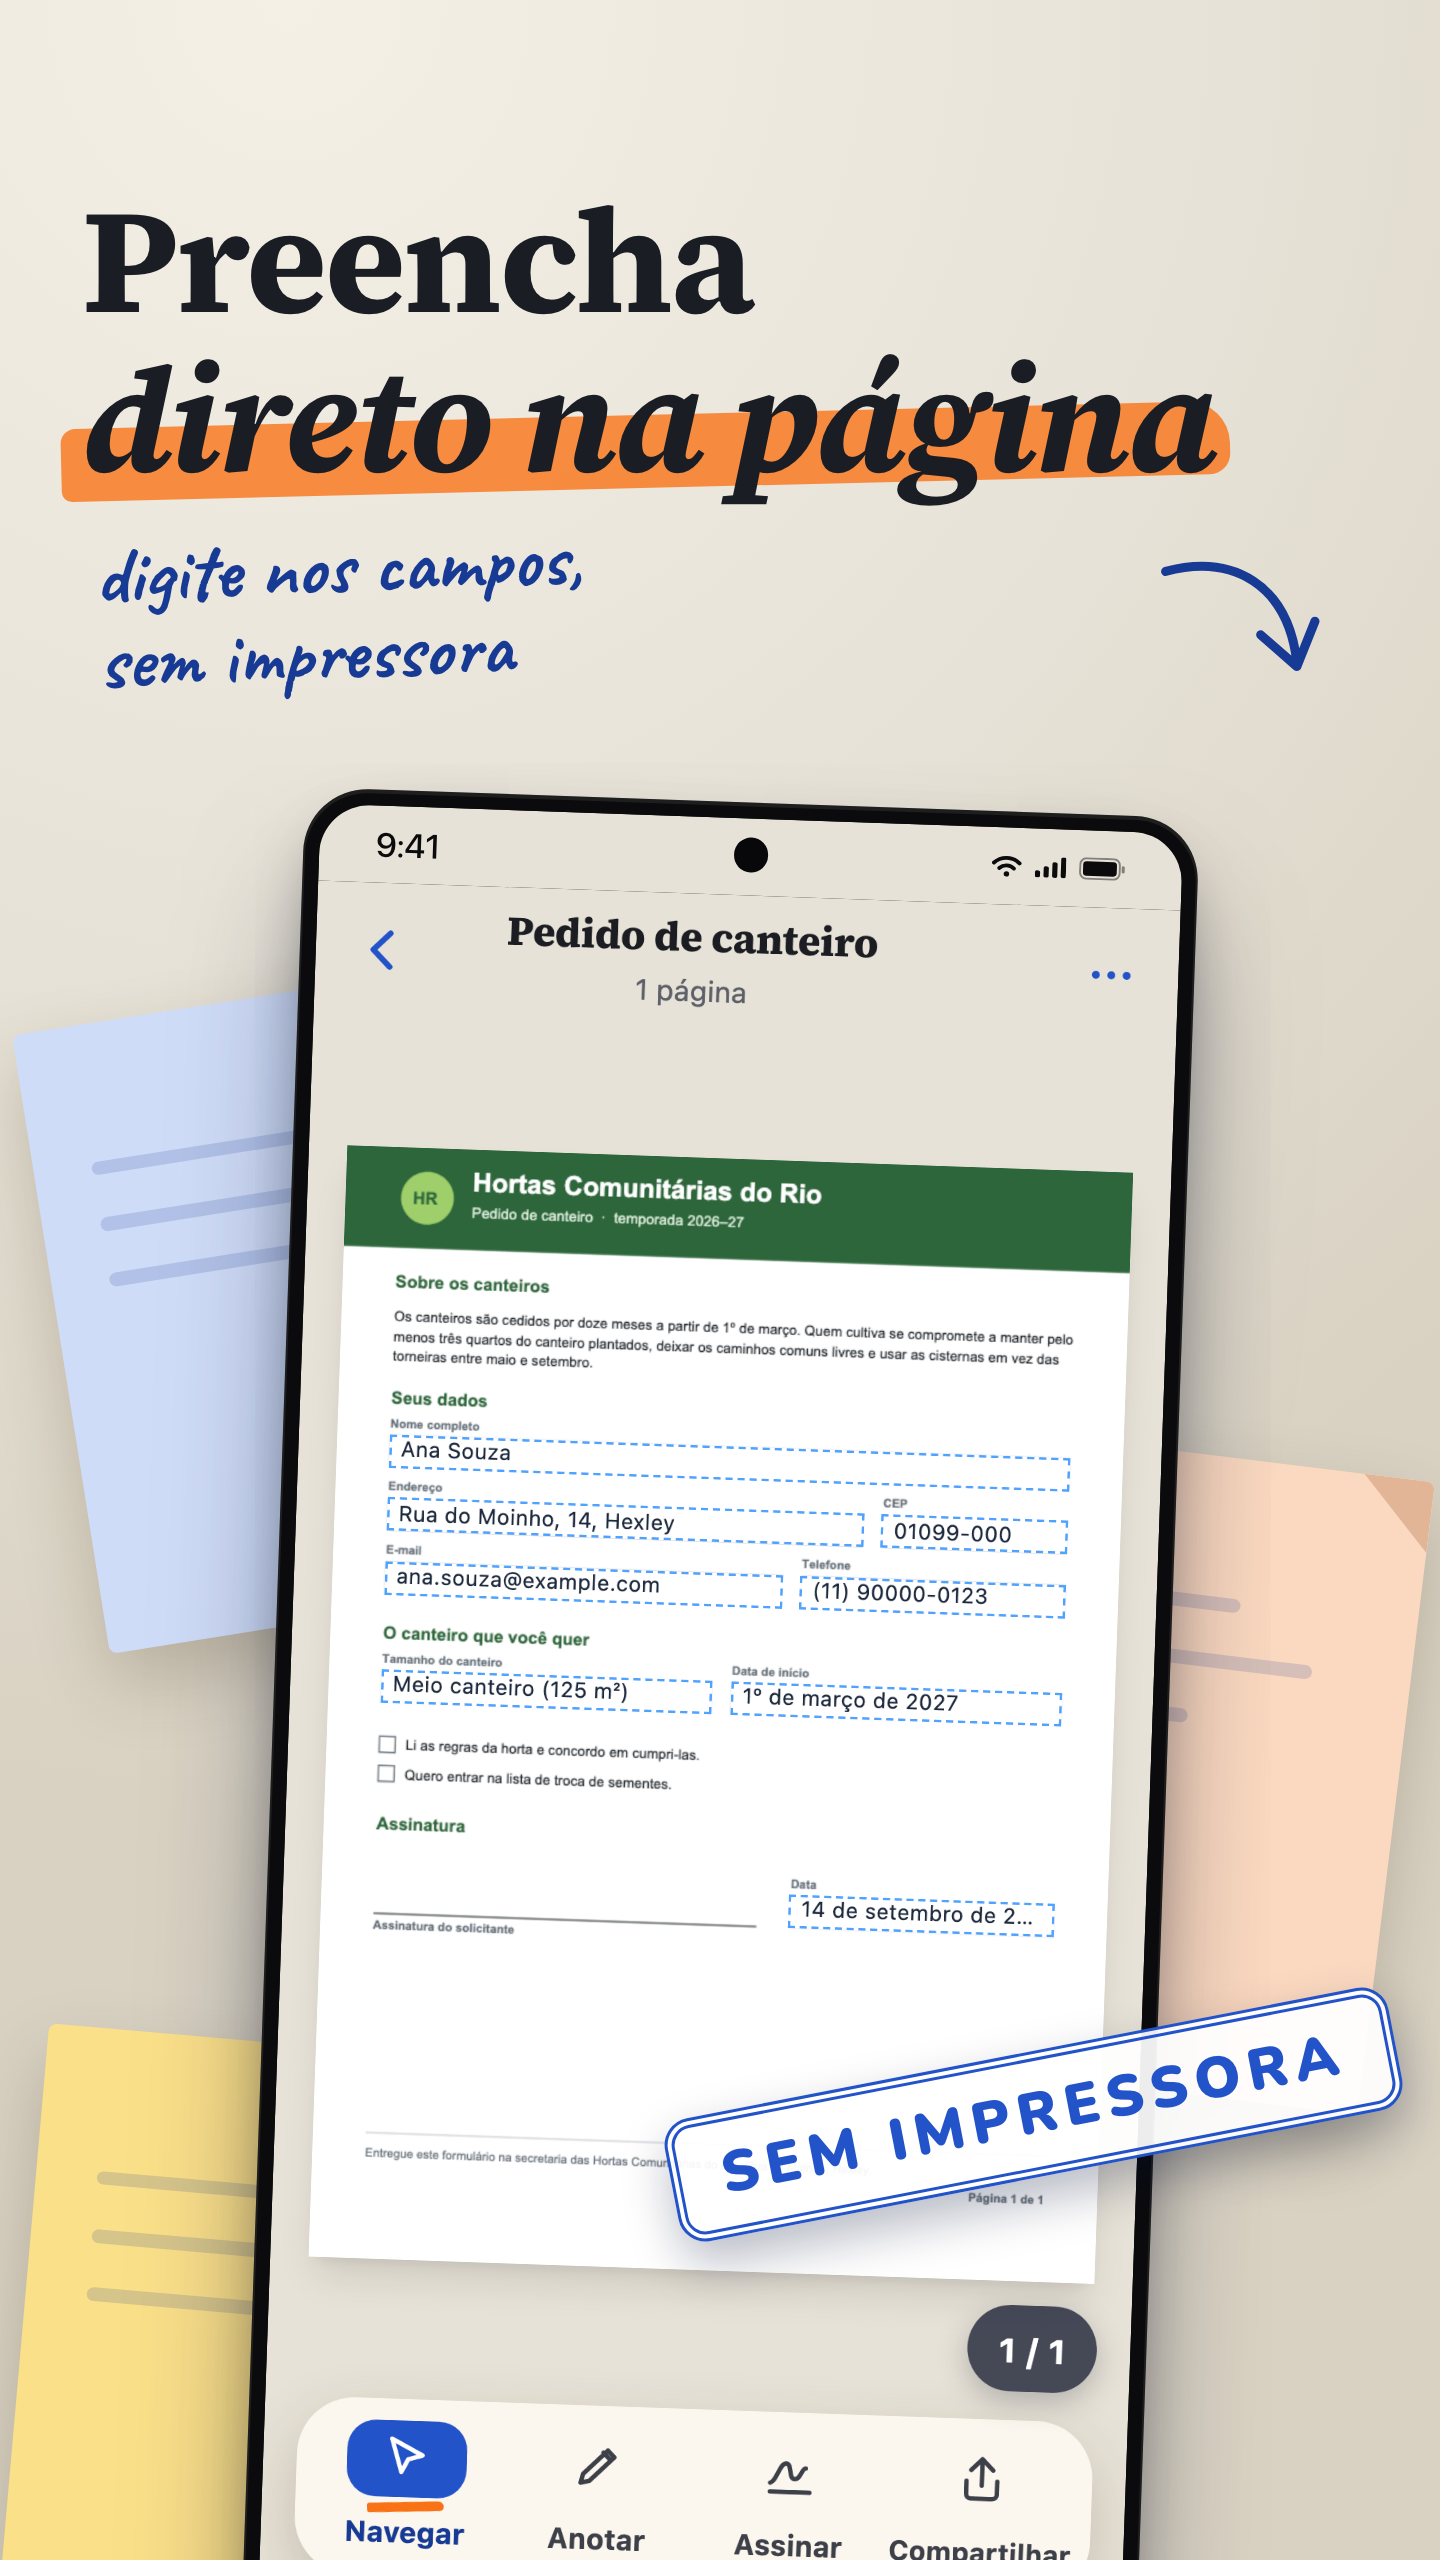 Preencha
direto na página
digite nos campos,
sem impressora
9:41
Pedido de canteiro
1 página
HR
Hortas Comunitárias do Rio
Pedido de canteiro · temporada 2026–27
Sobre os canteiros
Os canteiros são cedidos por doze meses a partir de 1º de março. Quem cultiva se compromete a manter pelo
menos três quartos do canteiro plantados, deixar os caminhos comuns livres e usar as cisternas em vez das
torneiras entre maio e setembro.
Seus dados
Nome completo
Ana Souza
Endereço
CEP
Rua do Moinho, 14, Hexley
01099-000
E-mail
Telefone
ana.souza@example.com
(11) 90000-0123
O canteiro que você quer
Tamanho do canteiro
Data de início
Meio canteiro (125 m²)
1º de março de 2027
Li as regras da horta e concordo em cumpri-las.
Quero entrar na lista de troca de sementes.
Assinatura
Data
14 de setembro de 2...
Assinatura do solicitante
SEM IMPRESSORA
Entregue este formulário na secretaria das Hortas
Página 1 de 1
1 / 1
Navegar
Anotar
Assinar
Compartilhar